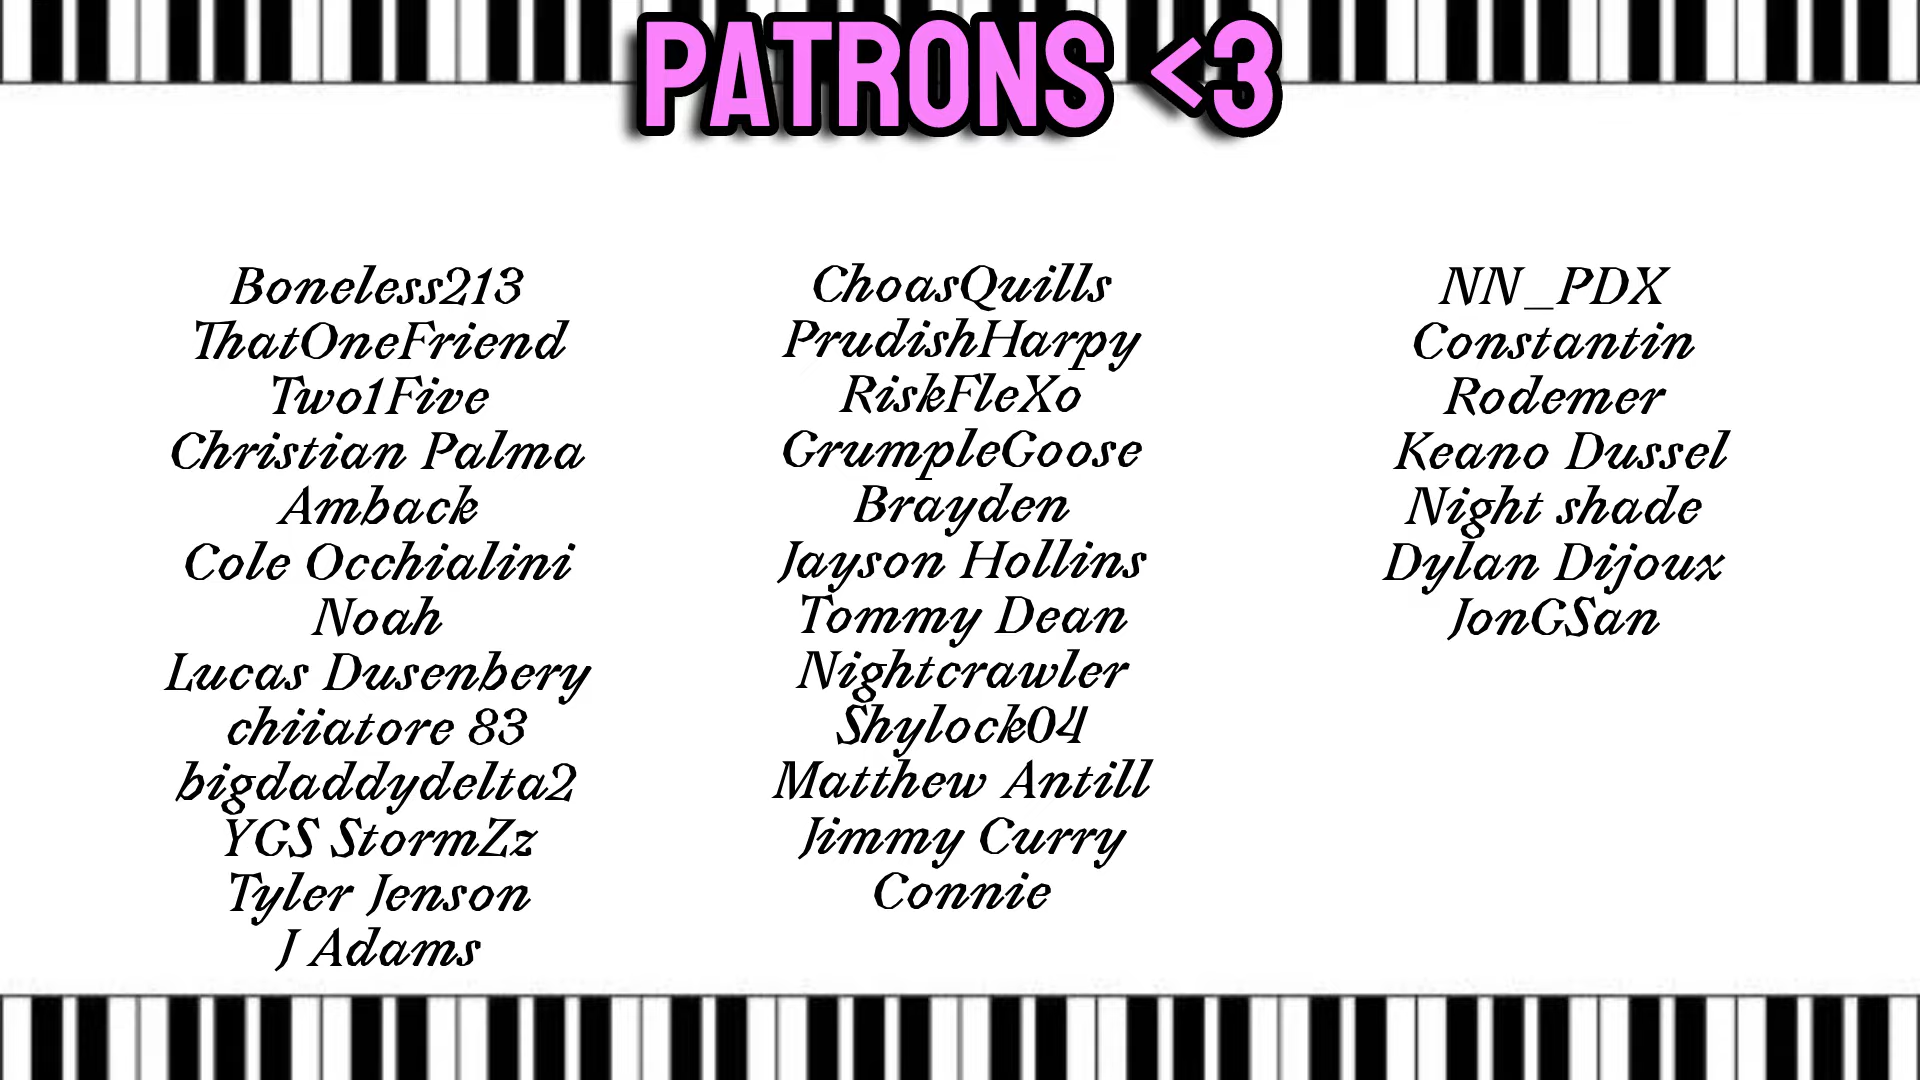 PATRONS <3
Boneless213
ThatOneFriend
Two1Five
Christian Palma
Amback
Cole Occhialini
Noah
Lucas Dusenbery
chiiatore 83
bigdaddydelta2
YGS StormZz
Tyler Jenson
J Adams
ChoasQuills
PrudishHarpy
RiskFleXo
GrumpleGoose
Brayden
Jayson Hollins
Tommy Dean
Nightcrawler
Shylock04
Matthew Antill
Jimmy Curry
Connie
NN_PDX
Constantin
Rodemer
Keano Dussel
Night shade
Dylan Dijoux
JonGSan